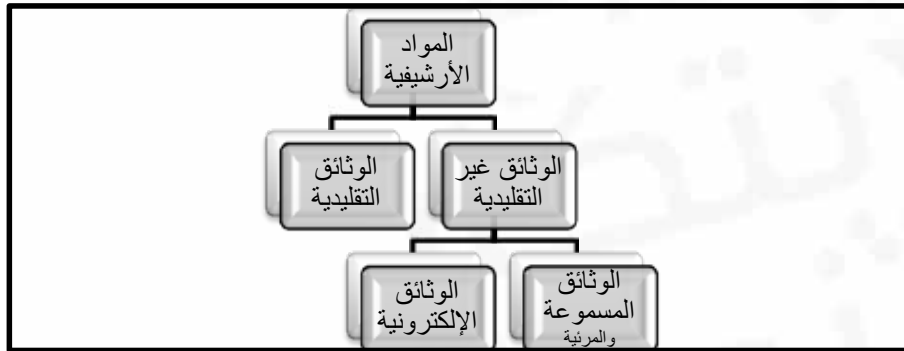 المواد
الأرشيفية
الوثائق غير
التقليدية
الوثائق
التقليدية
الوثائق
المسموعة
والمرئية
الوثائق
الإلكترونية